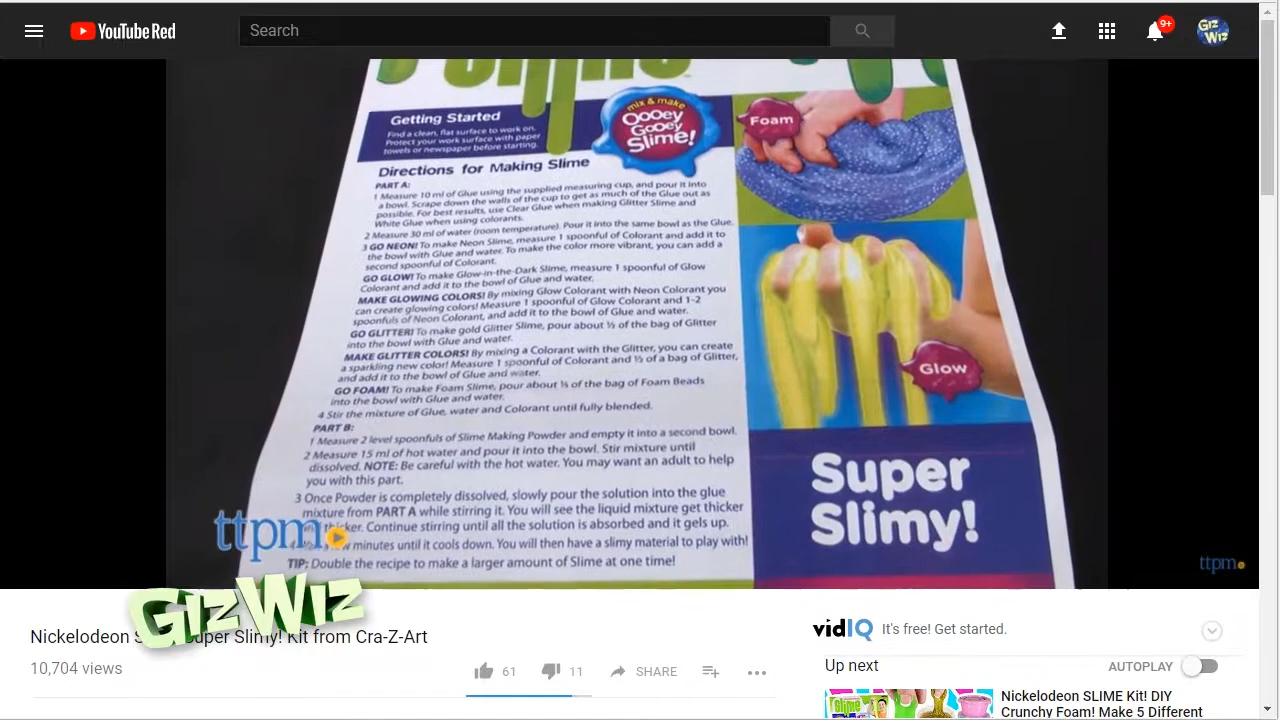 YouTube Red
Search
9+
GIZ
WIZ
Slime
Getting Started
Find a clean, flat surface to work on.
Protect your work surface with paper
towels or newspaper before starting.
mix & make
OOoey
Gooey
Slime!
Foam
Directions for Making Slime
PART A:
1 Measure 10 ml of Glue using the supplied measuring cup, and pour it into
a bowl. Scrape down the walls of the cup to get as much of the Glue out as
possible. For best results, use Clear Glue when making Glitter Slime and
White Glue when using colorants.
2 Measure 30 ml of water (room temperature). Pour it into the same bowl as the Glue.
3 GO NEON! To make Neon Slime, measure 1 spoonful of Colorant and add it to
the bowl with Glue and water. To make the color more vibrant, you can add a
second spoonful of Colorant.
GO GLOW! To make Glow-in-the-Dark Slime, measure 1 spoonful of Glow
Colorant and add it to the bowl of Glue and water.
MAKE GLOWING COLORS! By mixing Glow Colorant with Neon Colorant you
can create glowing colors! Measure 1 spoonful of Glow Colorant and 1-2
spoonfuls of Neon Colorant, and add it to the bowl of Glue and water.
GO GLITTER! To make gold Glitter Slime, pour about ⅓ of the bag of Glitter
into the bowl with Glue and water.
MAKE GLITTER COLORS! By mixing a Colorant with the Glitter, you can create
a sparkling new color! Measure 1 spoonful of Colorant and ⅓ of a bag of Glitter,
and add it to the bowl of Glue and water.
GO FOAM! To make Foam Slime, pour about ⅓ of the bag of Foam Beads
into the bowl with Glue and water.
4 Stir the mixture of Glue, water and Colorant until fully blended.
Glow
PART B:
1 Measure 2 level spoonfuls of Slime Making Powder and empty it into a second bowl.
2 Measure 15 ml of hot water and pour it into the bowl. Stir mixture until
dissolved. NOTE: Be careful with the hot water. You may want an adult to help
you with this part.
3 Once Powder is completely dissolved, slowly pour the solution into the glue
mixture from PART A while stirring it. You will see the liquid mixture get thicker
thicker. Continue stirring until all the solution is absorbed and it gels up.
minutes until it cools down. You will then have a slimy material to play with!
TIP: Double the recipe to make a larger amount of Slime at one time!
Super
Slimy!
ttpm
ttpm
GIZWIZ
Nickelodeon Super Slimy! Kit from Cra-Z-Art
10,704 views
61
11
SHARE
vidIQ It's free! Get started.
Up next
AUTOPLAY
Slime
Nickelodeon SLIME Kit! DIY
Crunchy Foam! Make 5 Different